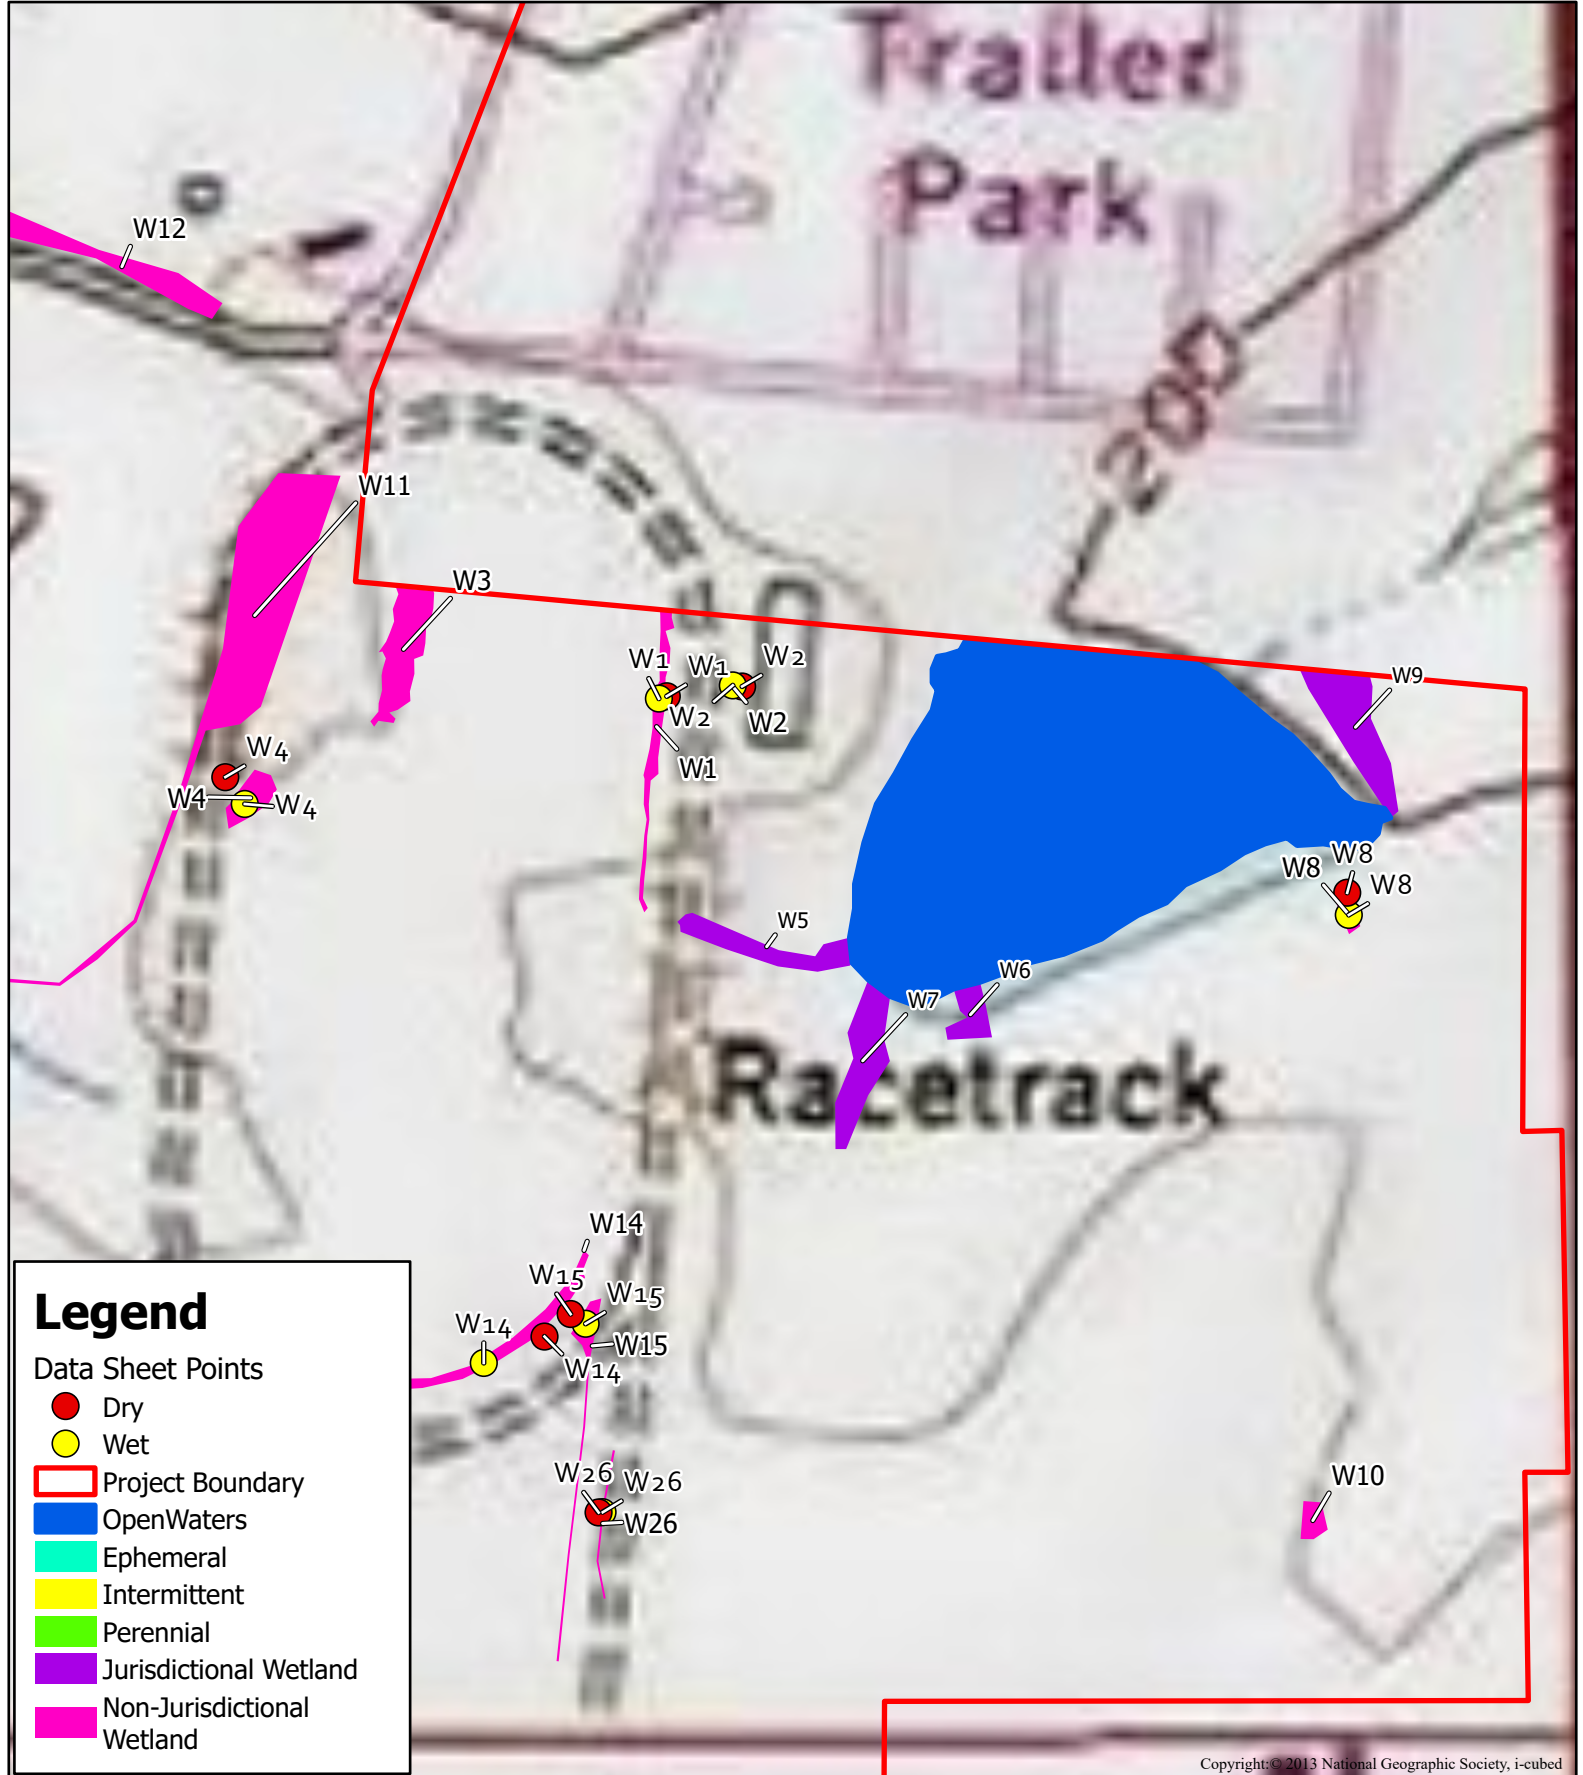 Trailer
Park
200
W12
W11
W3
W1
W1
W2
W2
W2
W1
W9
W4
W4
W4
W8
W8
W8
W5
W6
W7
Racetrack
W14
W15
W15
W14
W15
W14
W26
W26
W26
W10
Legend
Data Sheet Points
Dry
Wet
Project Boundary
OpenWaters
Ephemeral
Intermittent
Perennial
Jurisdictional Wetland
Non-Jurisdictional
Wetland
Copyright:© 2013 National Geographic Society, i-cubed